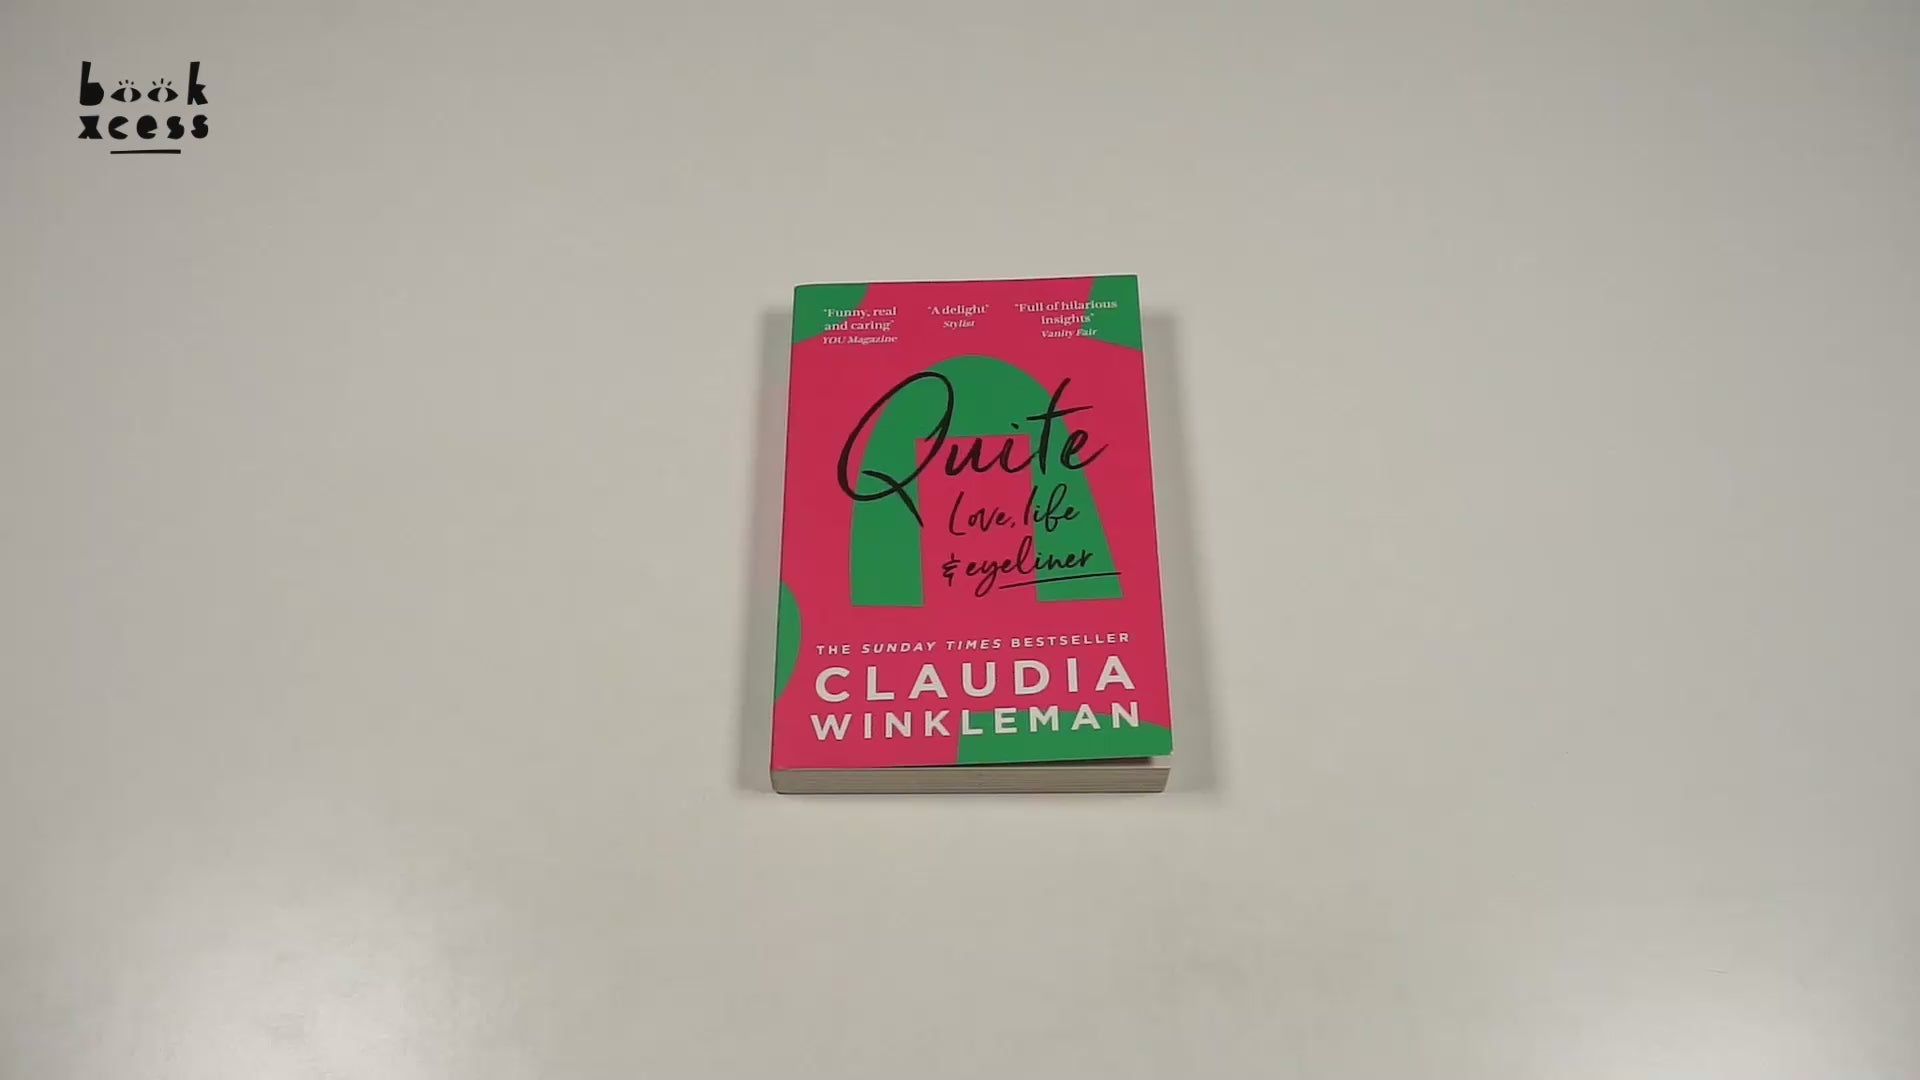 book
xcess
"Funny, real
and caring"
YOU Magazine
"A delight"
Stylist
"Full of hilarious
insights"
Vanity Fair
Quite
Love, life
& eyeliner
THE SUNDAY TIMES BESTSELLER
CLAUDIA
WINKLEMAN